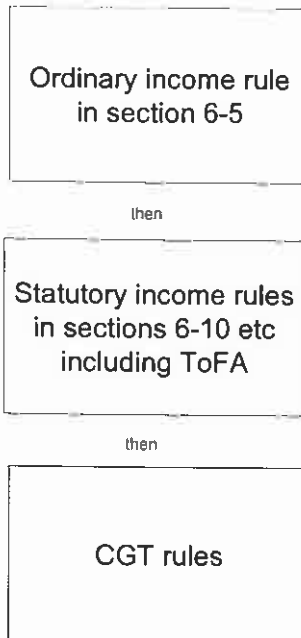 Ordinary income rule
in section 6-5
then
Statutory income rules
in sections 6-10 etc
including ToFA
then
CGT rules